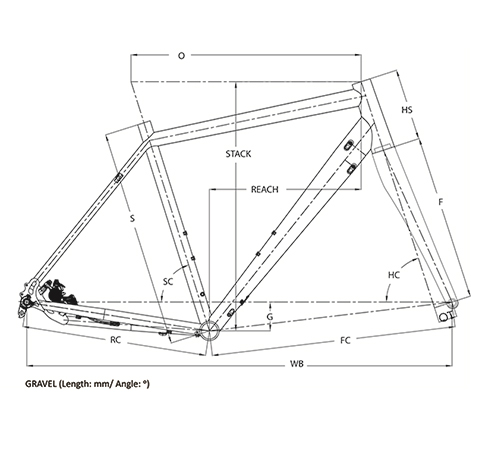 O
HS
STACK
REACH
F
S
SC
HC
G
RC
FC
WB
GRAVEL (Length: mm/ Angle: º)